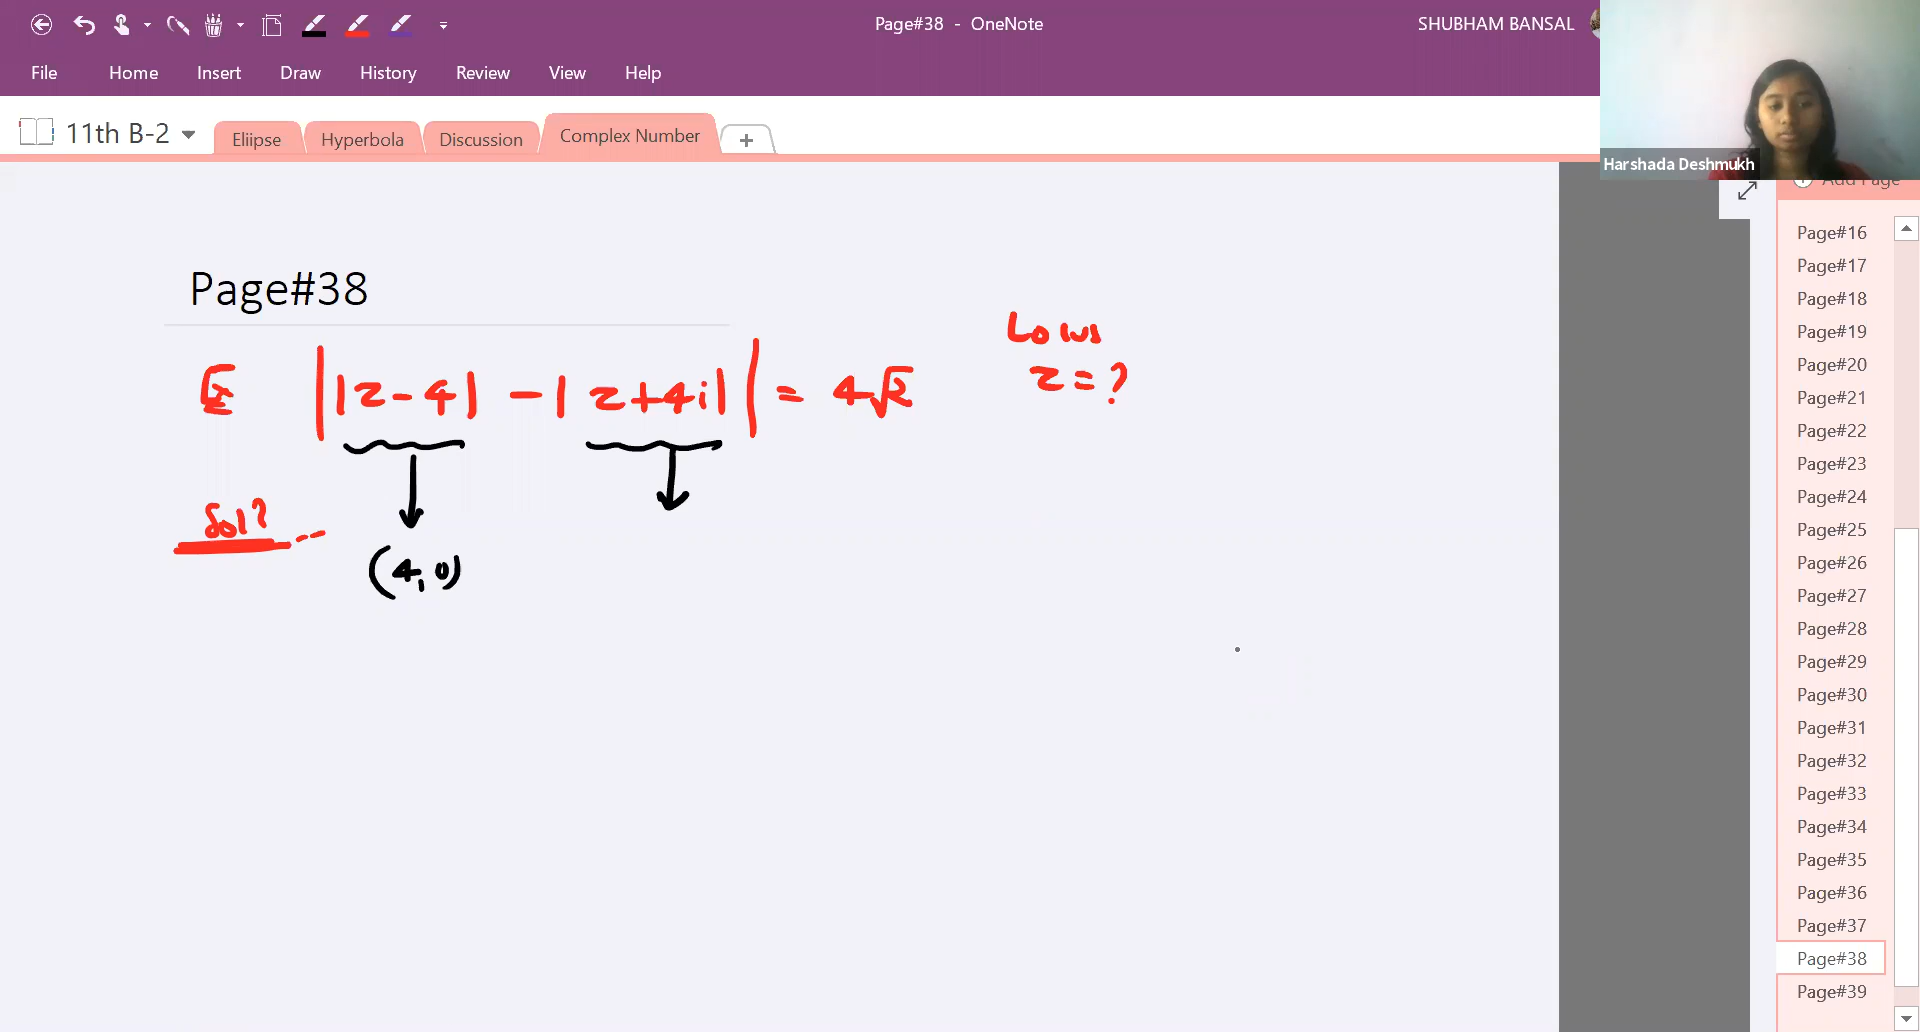 Page#38 - OneNote
SHUBHAM BANSAL
File Home Insert Draw History Review View Help
Harshada Deshmukh
11th B-2
Eliipse Hyperbola Discussion Complex Number +
Add Page
Page#38
Locus
z = ?
| |z-4| - |z+4i| | = 4√2
Sol?
(4,0)
Page#16
Page#17
Page#18
Page#19
Page#20
Page#21
Page#22
Page#23
Page#24
Page#25
Page#26
Page#27
Page#28
Page#29
Page#30
Page#31
Page#32
Page#33
Page#34
Page#35
Page#36
Page#37
Page#38
Page#39